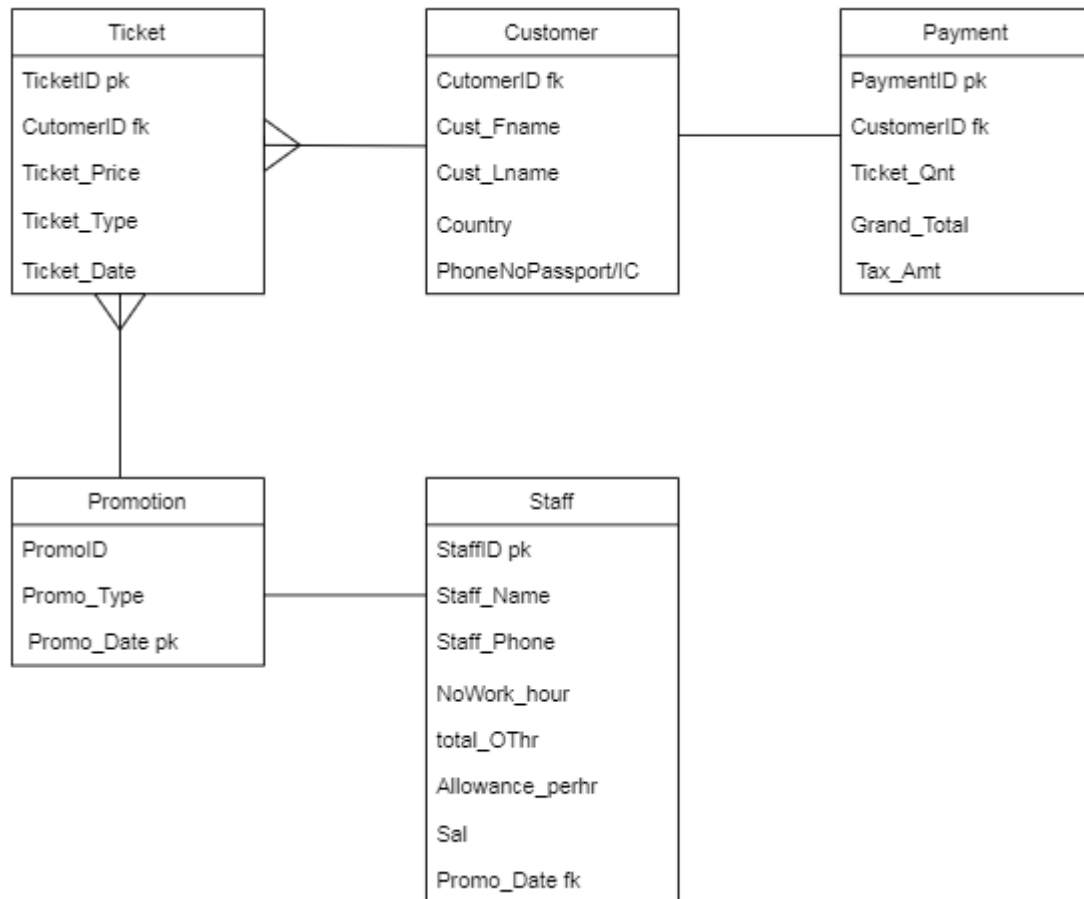 Ticket
TicketID pk
CutomerID fk
Ticket_Price
Ticket_Type
Ticket_Date
Customer
CutomerID fk
Cust_Fname
Cust_Lname
Country
PhoneNoPassport/IC
Payment
PaymentID pk
CustomerID fk
Ticket_Qnt
Grand_Total
Tax_Amt
Promotion
PromoID
Promo_Type
Promo_Date pk
Staff
StaffID pk
Staff_Name
Staff_Phone
NoWork_hour
total_OThr
Allowance_perhr
Sal
Promo_Date fk